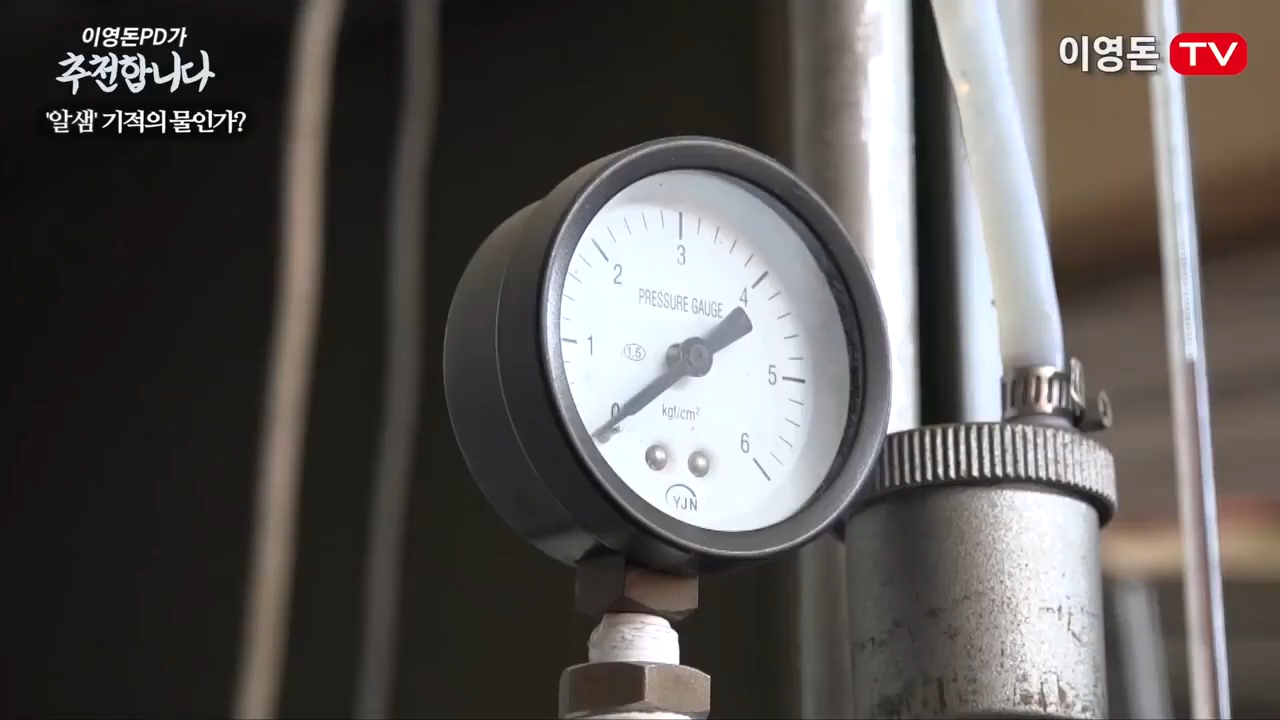 이영돈PD가
추천합니다
'알샘' 기적의 물인가?
이영돈 TV
3
2
4
PRESSURE GAUGE
1
1.5
5
0
kgf/cm²
6
YJN